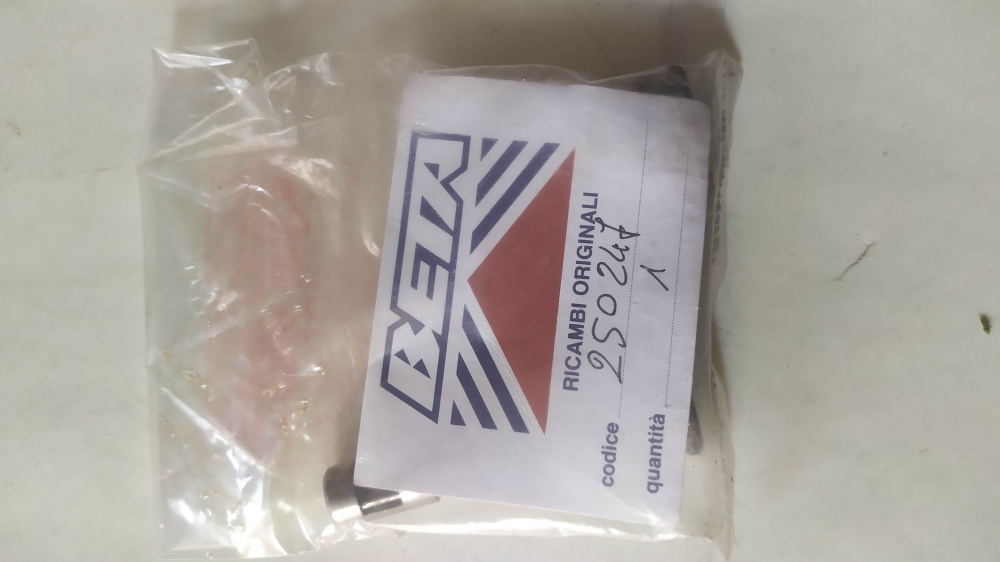 BETA
RICAMBI ORIGINALI
codice 250247
quantità 1